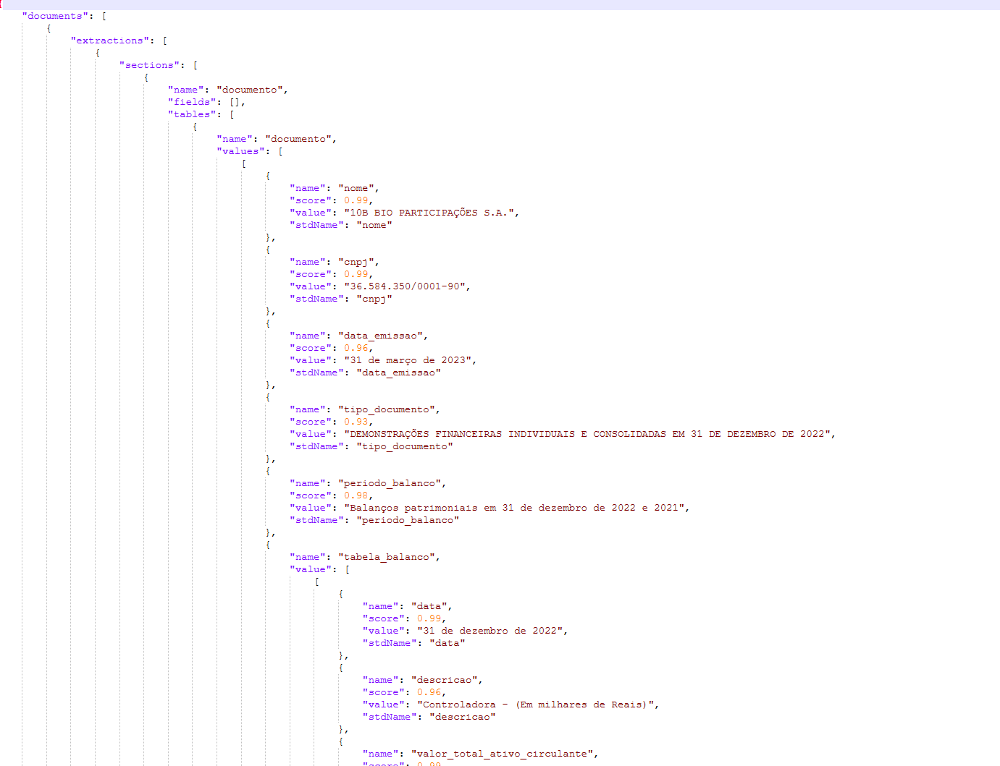 {
"documents": [
{
"extractions": [
{
"sections": [
{
"name": "documento",
"fields": [],
"tables": [
{
"name": "documento",
"values": [
[
{
"name": "nome",
"score": 0.99,
"value": "10B BIO PARTICIPAÇÕES S.A.",
"stdName": "nome"
},
{
"name": "cnpj",
"score": 0.99,
"value": "36.584.350/0001-90",
"stdName": "cnpj"
},
{
"name": "data_emissao",
"score": 0.96,
"value": "31 de março de 2023",
"stdName": "data_emissao"
},
{
"name": "tipo_documento",
"score": 0.93,
"value": "DEMONSTRAÇÕES FINANCEIRAS INDIVIDUAIS E CONSOLIDADAS EM 31 DE DEZEMBRO DE 2022",
"stdName": "tipo_documento"
},
{
"name": "periodo_balanco",
"score": 0.98,
"value": "Balanços patrimoniais em 31 de dezembro de 2022 e 2021",
"stdName": "periodo_balanco"
},
{
"name": "tabela_balanco",
"value": [
[
{
"name": "data",
"score": 0.99,
"value": "31 de dezembro de 2022",
"stdName": "data"
},
{
"name": "descricao",
"score": 0.96,
"value": "Controladora - (Em milhares de Reais)",
"stdName": "descricao"
},
{
"name": "valor_total_ativo_circulante",
"score": 0.99,